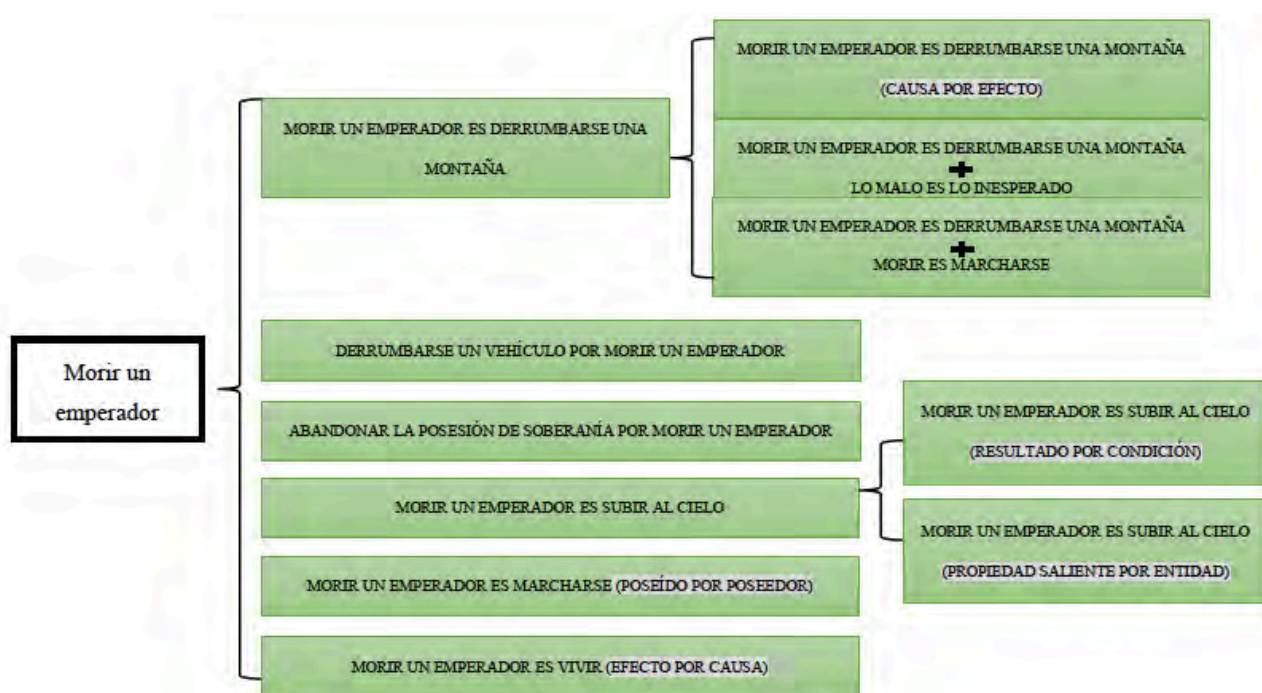 Morir un
emperador
MORIR UN EMPERADOR ES DERRUMBARSE UNA
MONTAÑA
MORIR UN EMPERADOR ES DERRUMBARSE UNA MONTAÑA
(CAUSA POR EFECTO)
MORIR UN EMPERADOR ES DERRUMBARSE UNA MONTAÑA
+
LO MALO ES LO INESPERADO
MORIR UN EMPERADOR ES DERRUMBARSE UNA MONTAÑA
+
MORIR ES MARCHARSE
DERRUMBARSE UN VEHÍCULO POR MORIR UN EMPERADOR
ABANDONAR LA POSESIÓN DE SOBERANÍA POR MORIR UN EMPERADOR
MORIR UN EMPERADOR ES SUBIR AL CIELO
MORIR UN EMPERADOR ES SUBIR AL CIELO
(RESULTADO POR CONDICIÓN)
MORIR UN EMPERADOR ES SUBIR AL CIELO
(PROPIEDAD SALIENTE POR ENTIDAD)
MORIR UN EMPERADOR ES MARCHARSE (POSEÍDO POR POSEEDOR)
MORIR UN EMPERADOR ES VIVIR (EFECTO POR CAUSA)